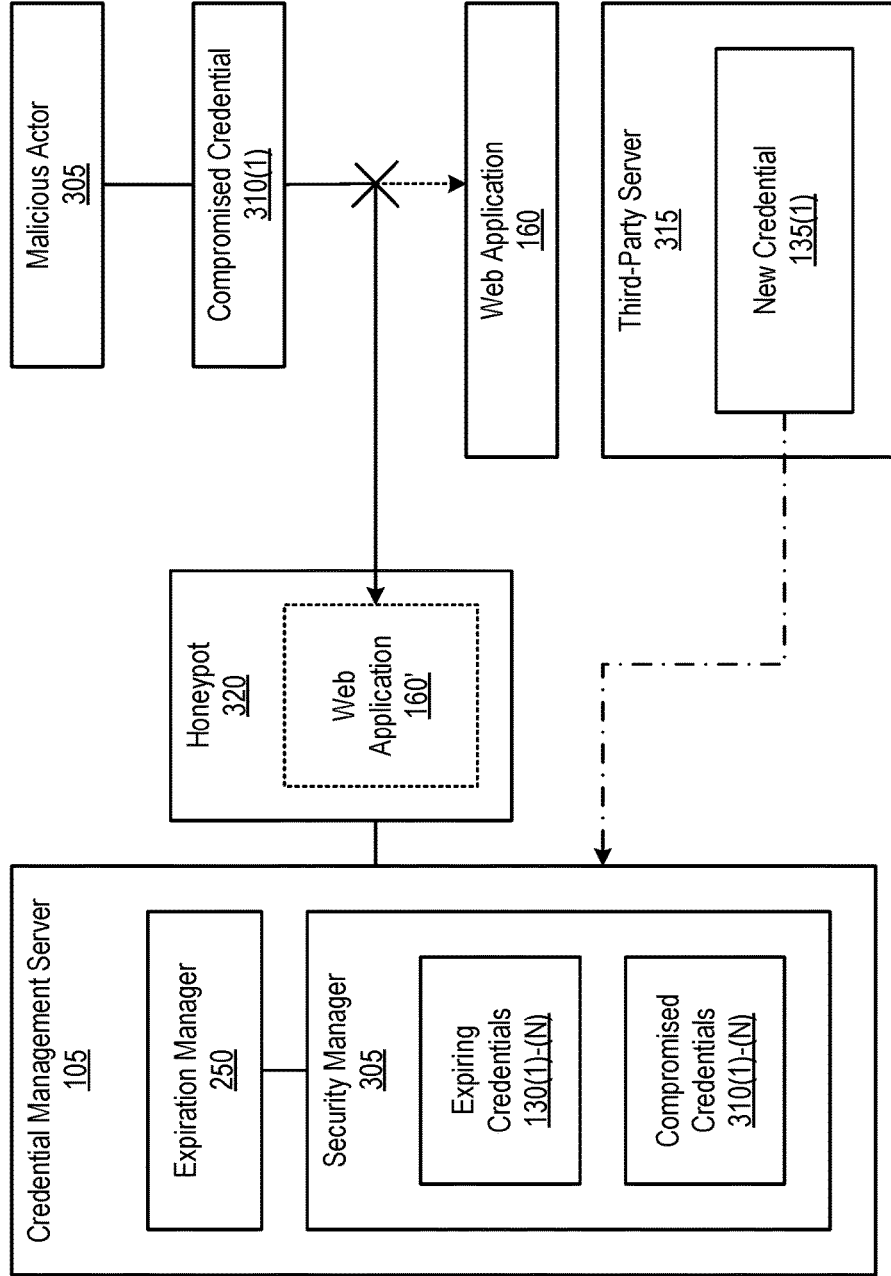 Credential Management Server
105
Expiration Manager
250
Security Manager
305
Expiring
Credentials
130(1)-(N)
Compromised
Credentials
310(1)-(N)
Honeypot
320
Web
Application
160'
Malicious Actor
305
Compromised Credential
310(1)
Web Application
160
Third-Party Server
315
New Credential
135(1)